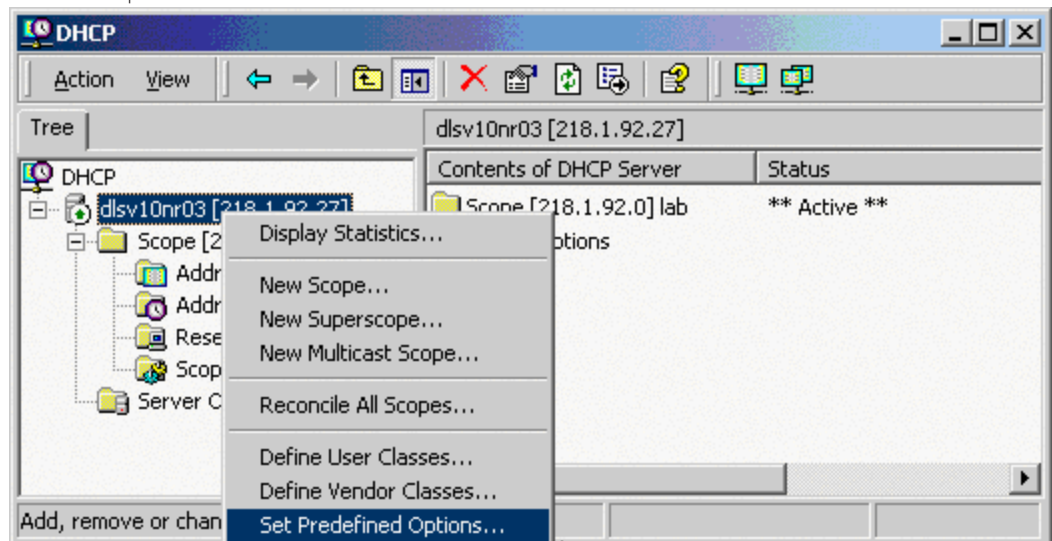 DHCP
Action View
Tree
dlsv10nr03 [218.1.92.27]
Contents of DHCP Server Status
DHCP
dlsv10nr03 [218.1.92.27]
Scope [218.1.92.0] lab ** Active **
Scope [2
ptions
Addr
Addr
Rese
Scop
Server C
Display Statistics...
New Scope...
New Superscope...
New Multicast Scope...
Reconcile All Scopes...
Define User Classes...
Define Vendor Classes...
Set Predefined Options...
Add, remove or chan